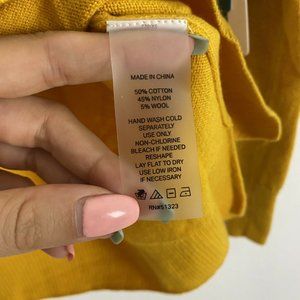 MADE IN CHINA
50% COTTON
45% NYLON
5% WOOL
HAND WASH COLD
SEPARATELY
USE ONLY
NON-CHLORINE
BLEACH IF NEEDED
RESHAPE
LAY FLAT TO DRY
USE LOW IRON
IF NECESSARY
RN#51323